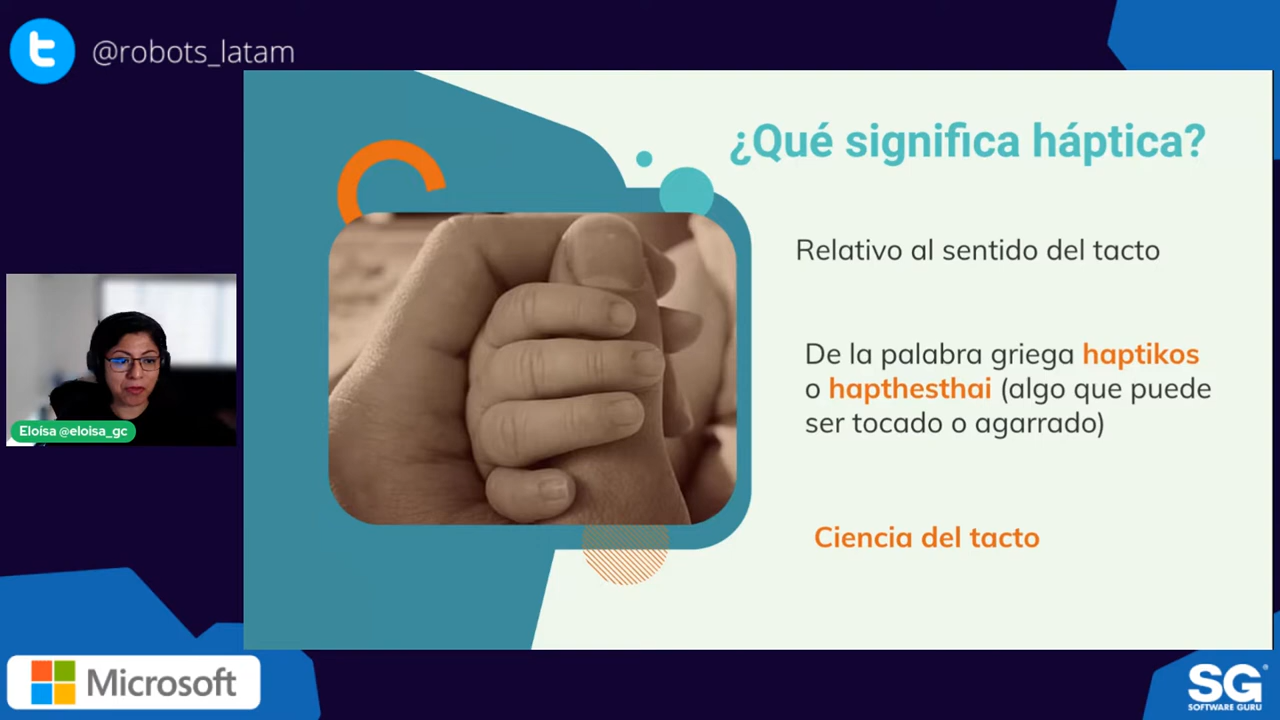 @robots_latam
¿Qué significa háptica?
Relativo al sentido del tacto
De la palabra griega haptikos
o hapthesthai (algo que puede
ser tocado o agarrado)
Ciencia del tacto
Eloísa @eloisa_gc
Microsoft
SG
SOFTWARE GURU